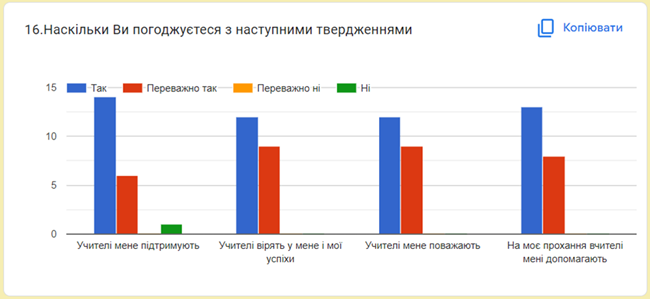 16.Наскільки Ви погоджуєтеся з наступними твердженнями
Копіювати
15
Так
Переважно так
Переважно ні
Ні
10
5
0
Учителі мене підтримують
Учителі вірять у мене і мої
успіхи
Учителі мене поважають
На моє прохання вчителі
мені допомагають